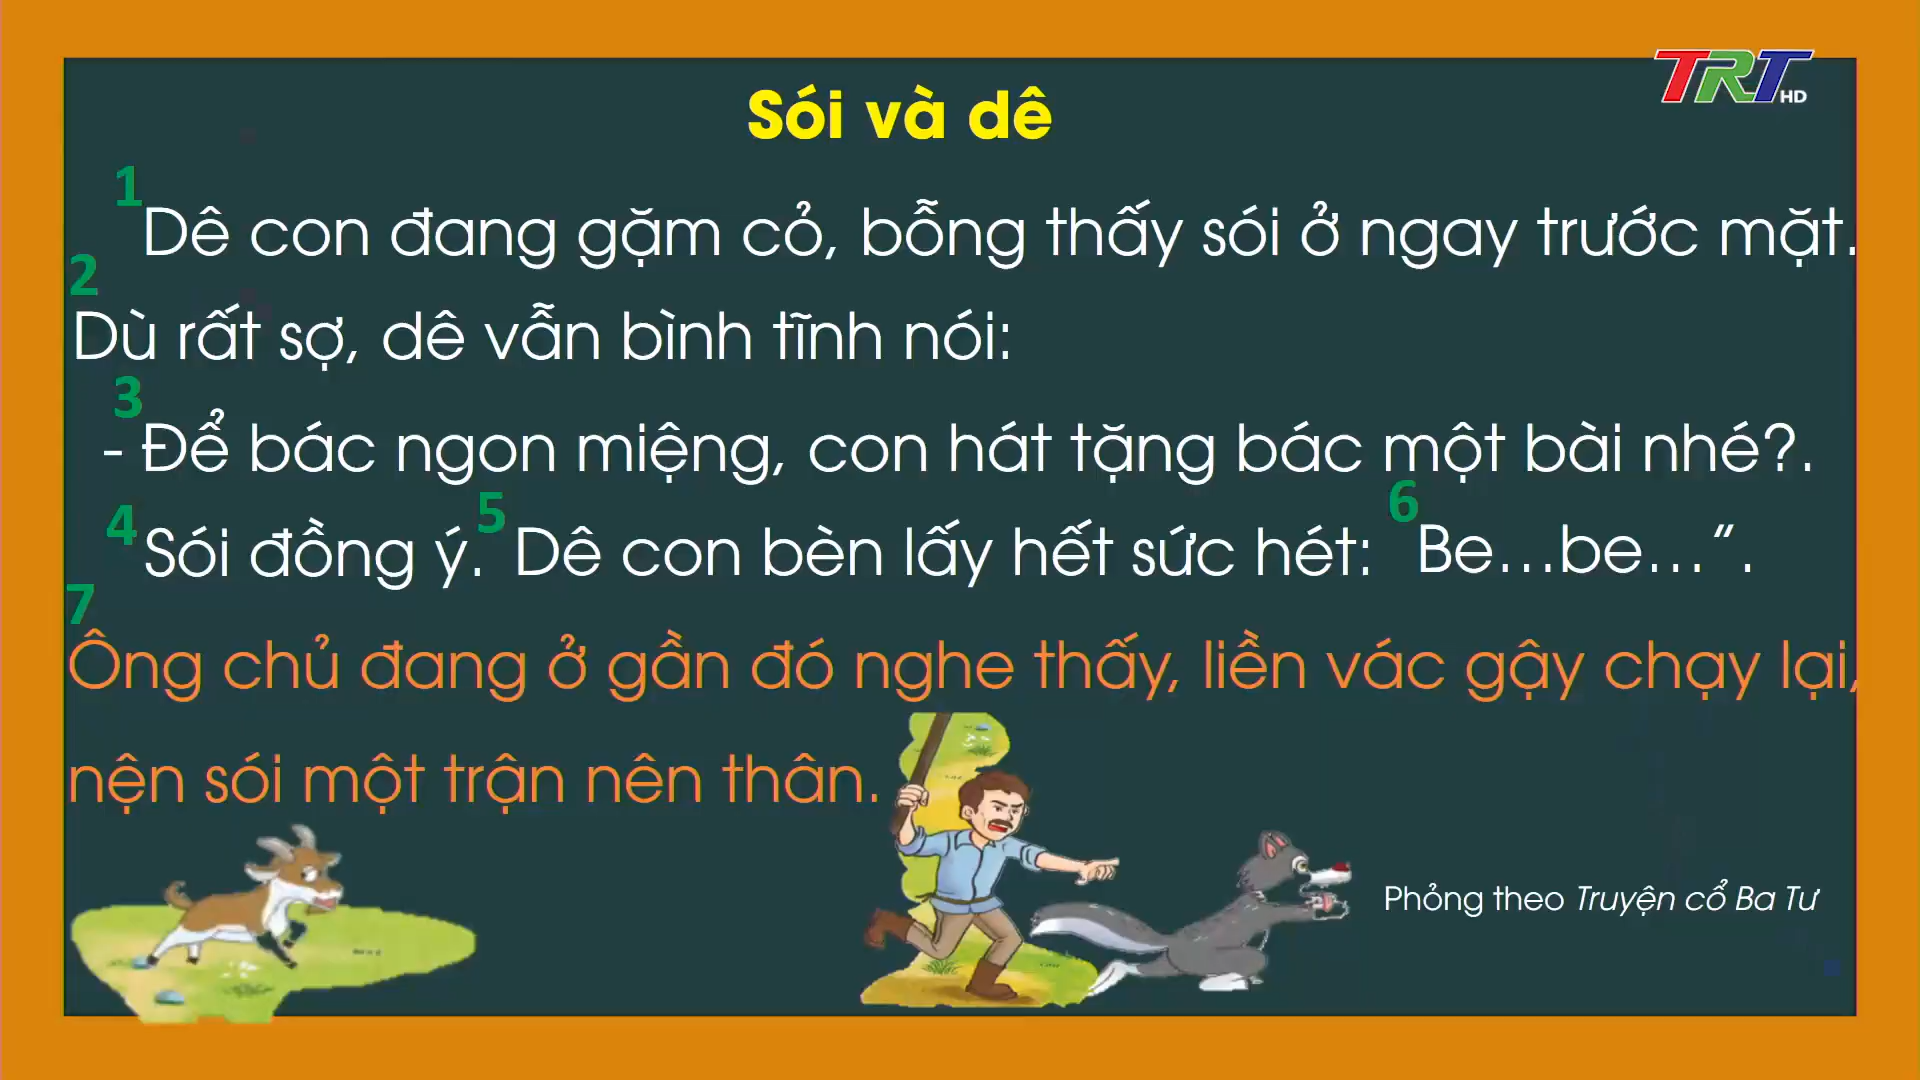 TRT HD
Sói và dê
1 Dê con đang gặm cỏ, bỗng thấy sói ở ngay trước mặt.
2 Dù rất sợ, dê vẫn bình tĩnh nói:
3 - Để bác ngon miệng, con hát tặng bác một bài nhé?.
4 Sói đồng ý. 5 Dê con bèn lấy hết sức hét: 6 Be...be...”.
7 Ông chủ đang ở gần đó nghe thấy, liền vác gậy chạy lại,
nện sói một trận nên thân.
Phỏng theo Truyện cổ Ba Tư